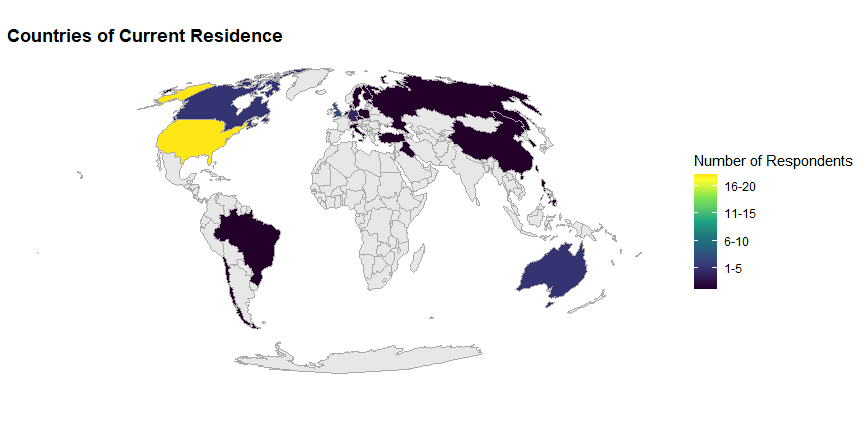 Countries of Current Residence
Number of Respondents
16-20
11-15
6-10
1-5